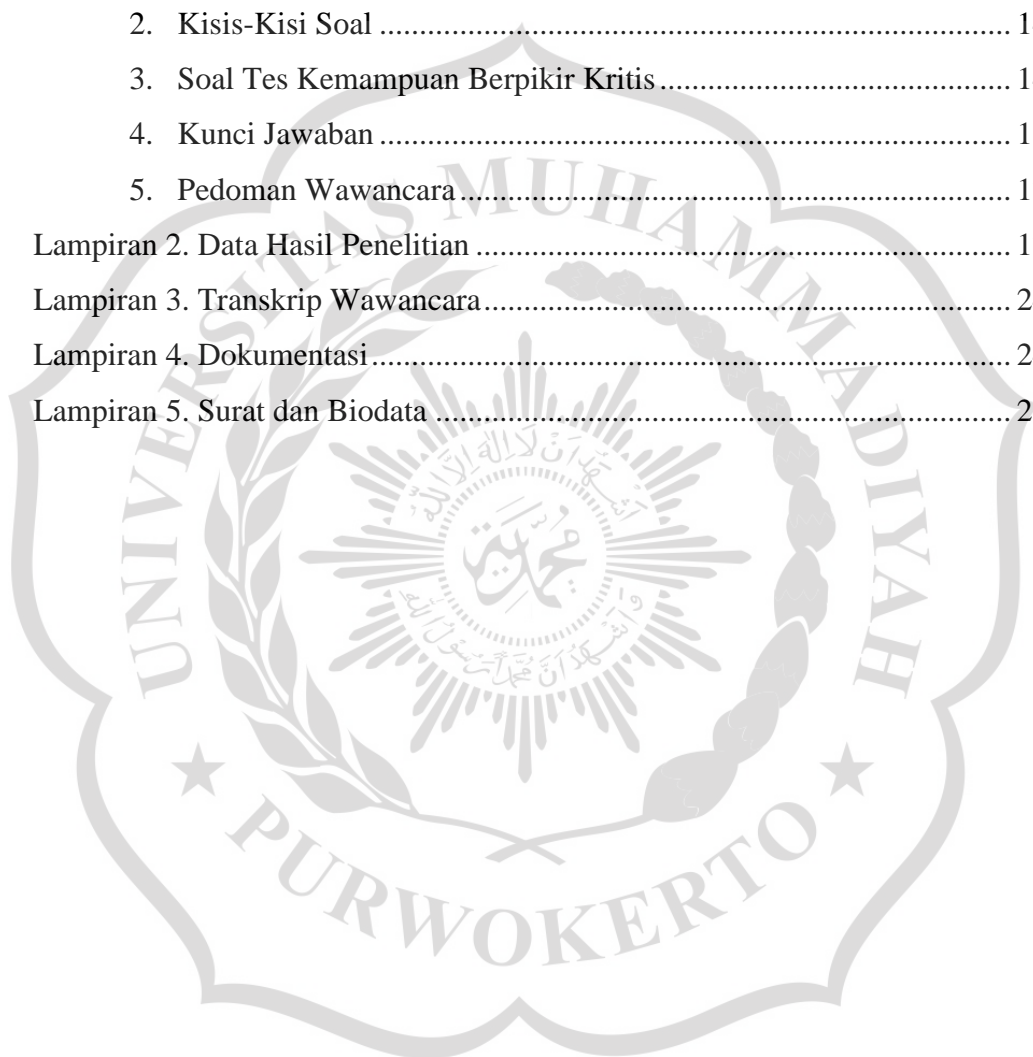 2. Kisis-Kisi Soal ........................................................................................ 1
3. Soal Tes Kemampuan Berpikir Kritis ................................................. 1
4. Kunci Jawaban ........................................................................................ 1
5. Pedoman Wawancara ............................................................................. 1
Lampiran 2. Data Hasil Penelitian ........................................................................... 1
Lampiran 3. Transkrip Wawancara .......................................................................... 2
Lampiran 4. Dokumentasi ......................................................................................... 2
Lampiran 5. Surat dan Biodata ................................................................................ 2
UNIVERSITAS MUHAMMADIYAH
اَشْهَدُ اَنْ لَا اِلٰهَ اِلَّا اللهُ
مُحَمَّدِيَّة
وَاَشْهَدُ اَنَّ مُحَمَّدًا رَسُوْلُ اللهِ
PURWOKERTO